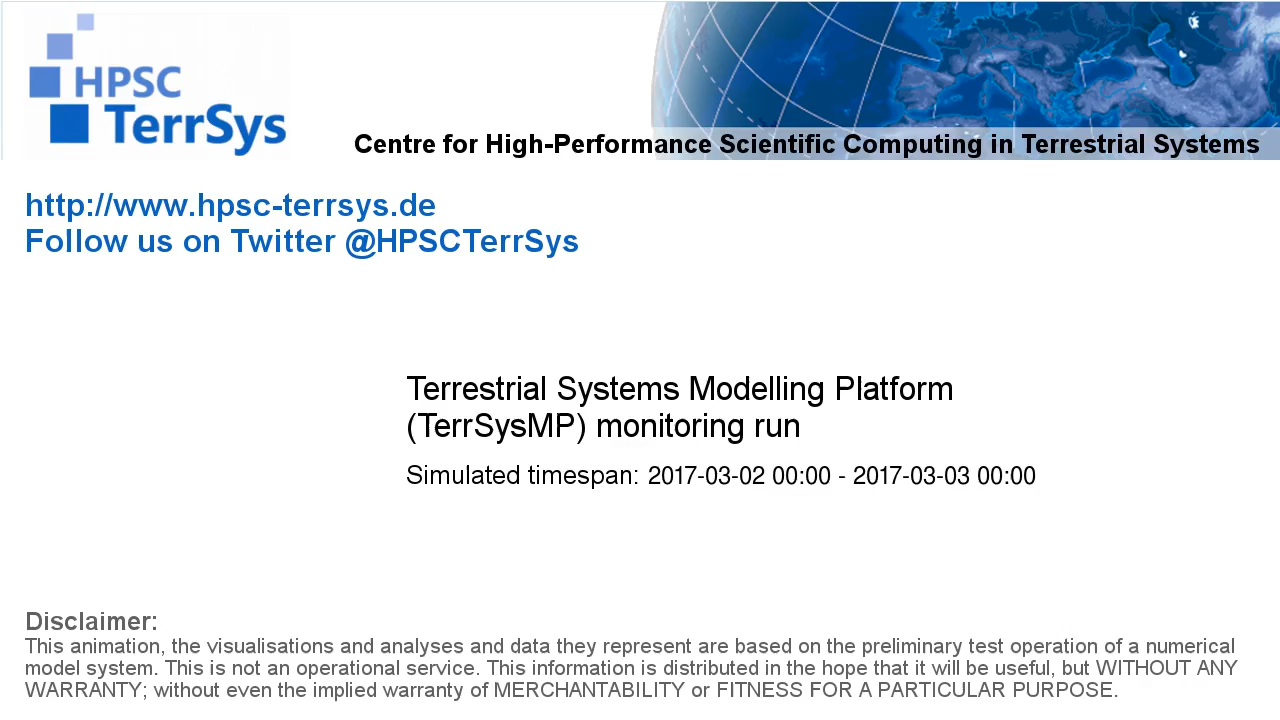 HPSC
TerrSys
Centre for High-Performance Scientific Computing in Terrestrial Systems
http://www.hpsc-terrsys.de
Follow us on Twitter @HPSCTerrSys
Terrestrial Systems Modelling Platform
(TerrSysMP) monitoring run
Simulated timespan: 2017-03-02 00:00 - 2017-03-03 00:00
Disclaimer:
This animation, the visualisations and analyses and data they represent are based on the preliminary test operation of a numerical
model system. This is not an operational service. This information is distributed in the hope that it will be useful, but WITHOUT ANY
WARRANTY; without even the implied warranty of MERCHANTABILITY or FITNESS FOR A PARTICULAR PURPOSE.